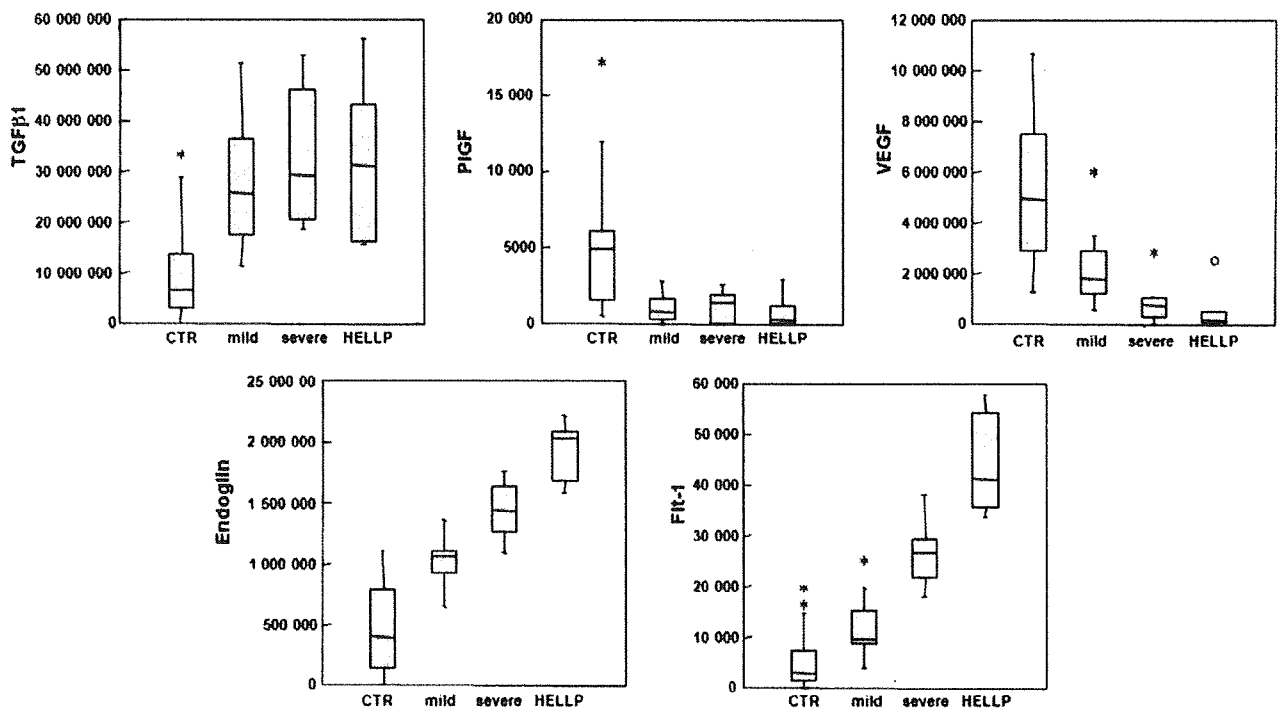 TGFβ1
60 000 000
50 000 000
40 000 000
30 000 000
20 000 000
10 000 000
0
*
CTR mild severe HELLP
PlGF
20 000
15 000
10 000
5000
0
*
CTR mild severe HELLP
VEGF
12 000 000
10 000 000
8 000 000
6 000 000
4 000 000
2 000 000
0
*
*
CTR mild severe HELLP
Endoglin
25 000 00
2 000 000
1 500 000
1 000 000
500 000
0
CTR mild severe HELLP
Flt-1
60 000
50 000
40 000
30 000
20 000
10 000
0
*
*
*
CTR mild severe HELLP